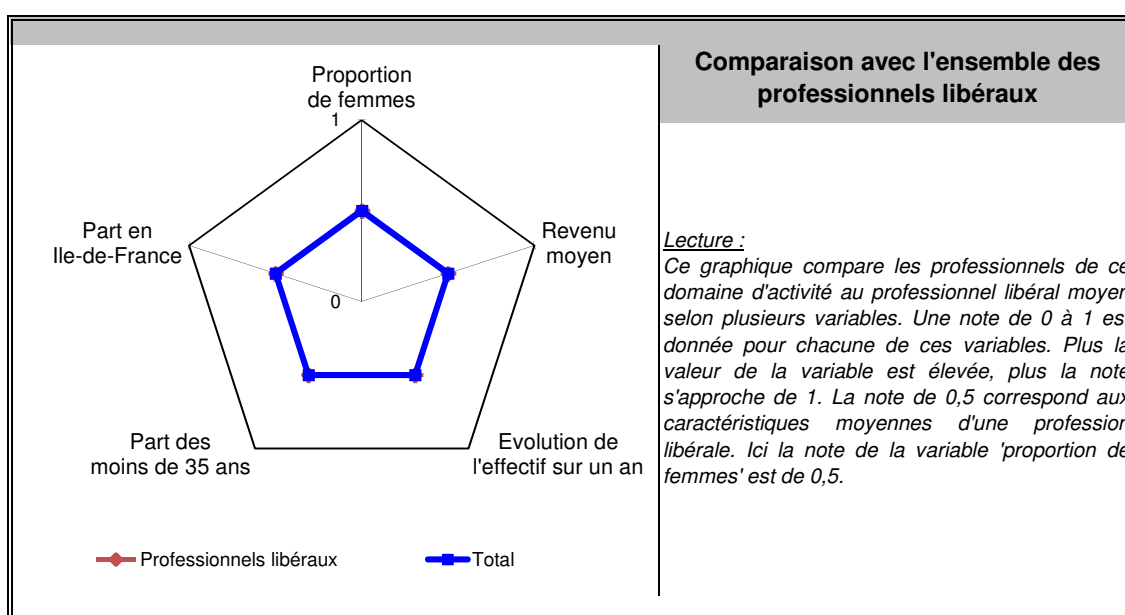 Comparaison avec l'ensemble des
professionnels libéraux
Proportion
de femmes
1
Part en
Ile-de-France
Revenu
moyen
0
Part des
moins de 35 ans
Evolution de
l'effectif sur un an
Professionnels libéraux
Total
Lecture :
Ce graphique compare les professionnels de ce
domaine d'activité au professionnel libéral moyen
selon plusieurs variables. Une note de 0 à 1 est
donnée pour chacune de ces variables. Plus la
valeur de la variable est élevée, plus la note
s'approche de 1. La note de 0,5 correspond aux
caractéristiques moyennes d'une profession
libérale. Ici la note de la variable 'proportion de
femmes' est de 0,5.